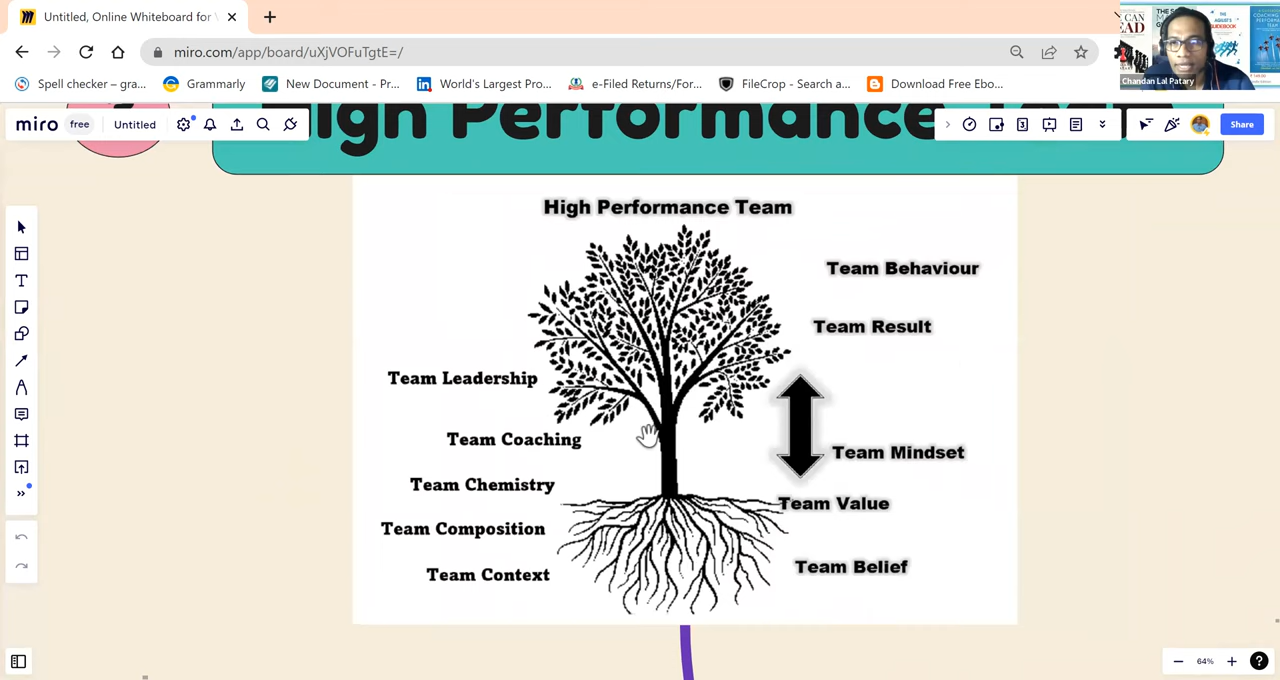 Untitled, Online Whiteboard for
miro.com/app/board/uXjVOFuTgtE=/
Spell checker – gra...
Grammarly
New Document - Pr...
World's Largest Pro...
e-Filed Returns/For...
FileCrop - Search a...
Download Free Ebo...
Chandan Lal Patary
High Performance Team
miro
free
Untitled
3
Share
High Performance Team
Team Behaviour
Team Result
Team Leadership
Team Coaching
Team Mindset
Team Chemistry
Team Value
Team Composition
Team Belief
Team Context
64%